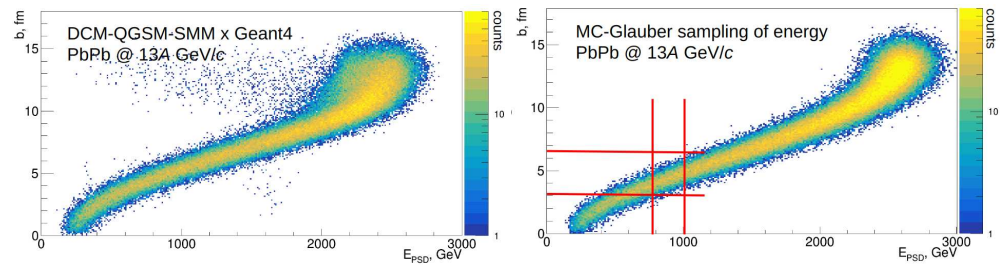 b, fm
15
10
5
0
DCM-QGSM-SMM x Geant4
PbPb @ 13A GeV/c
0
1000
2000
3000
E_PSD, GeV
counts
10
1
b, fm
15
10
5
0
MC-Glauber sampling of energy
PbPb @ 13A GeV/c
0
1000
2000
3000
E_PSD, GeV
counts
10
1